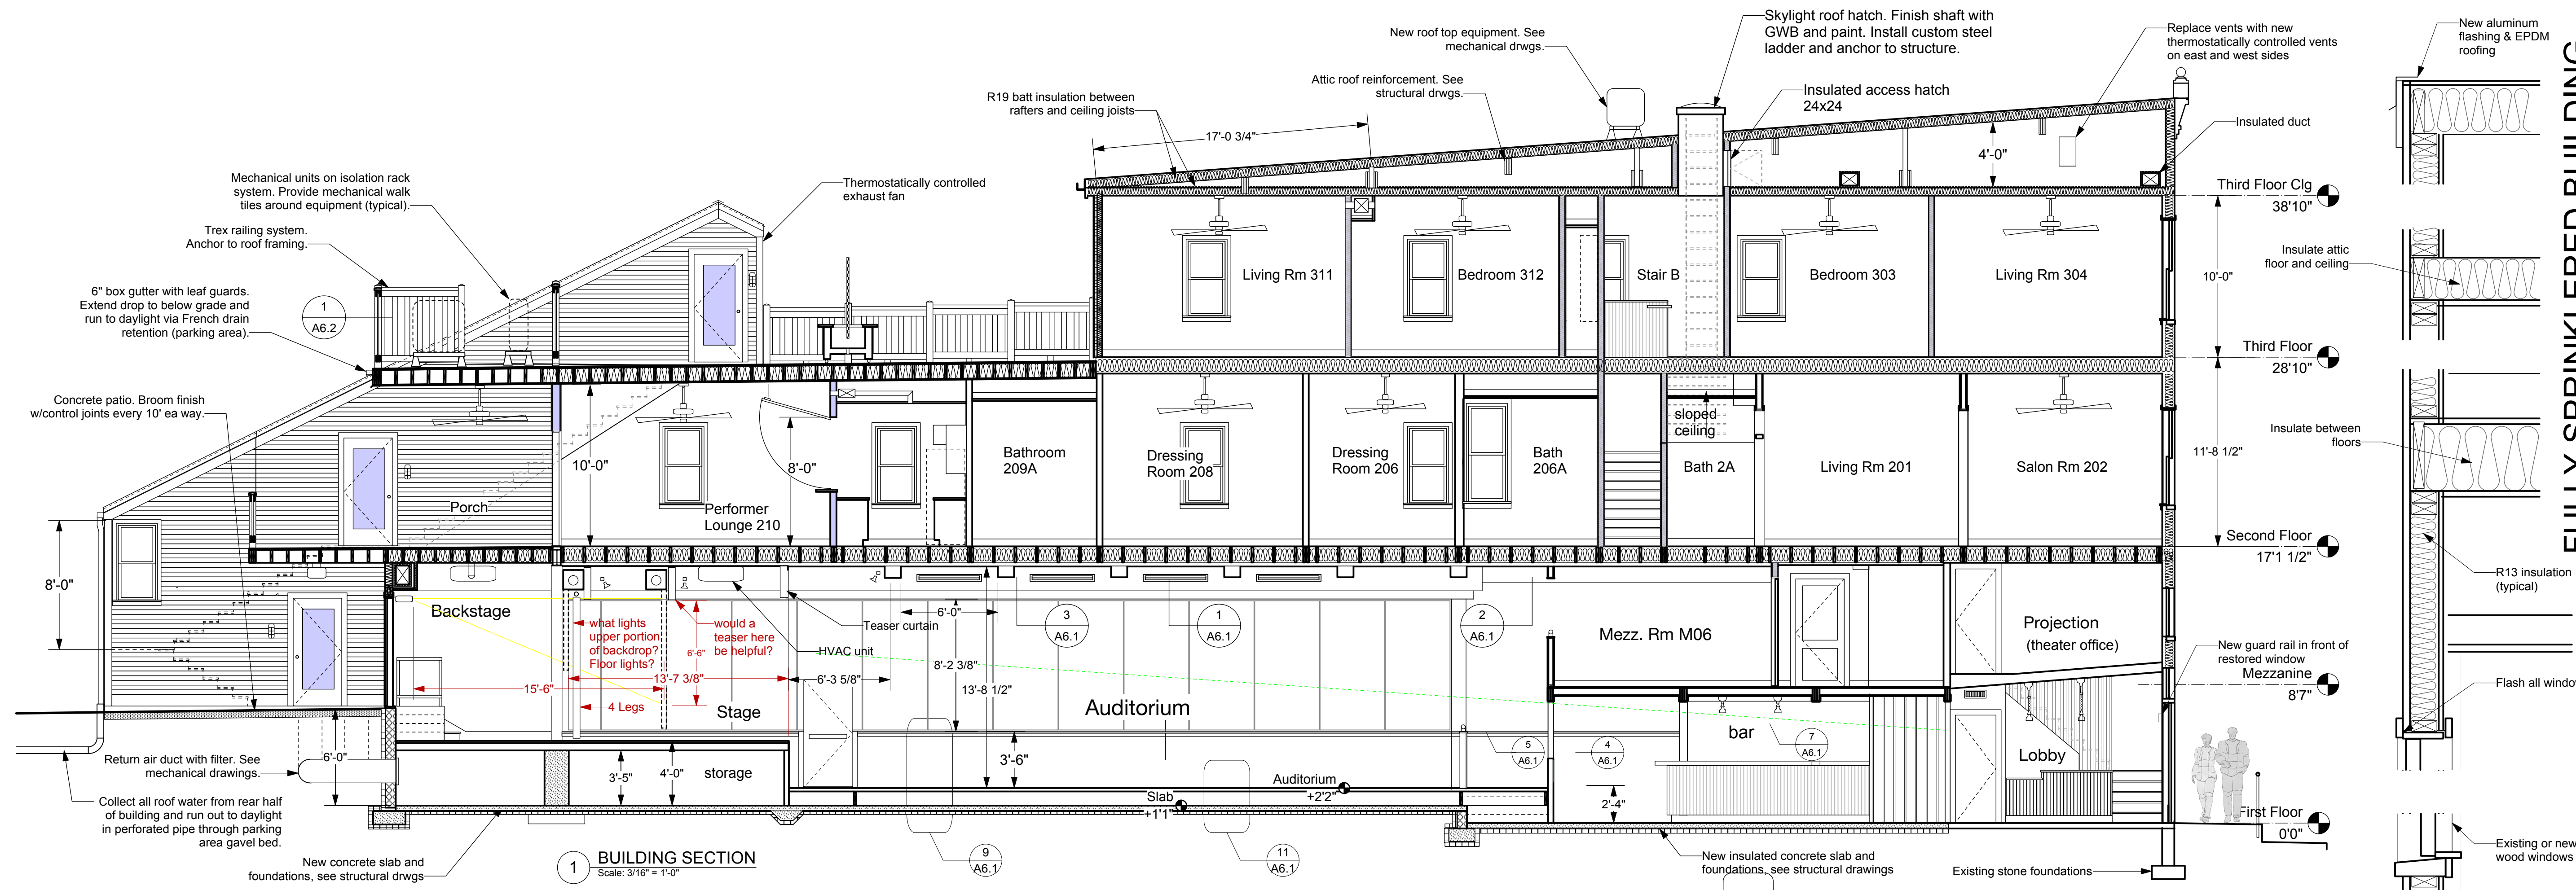 New roof top equipment. See
mechanical drwgs.
Skylight roof hatch. Finish shaft with
GWB and paint. Install custom steel
ladder and anchor to structure.
Replace vents with new
thermostatically controlled vents
on east and west sides
New aluminum
flashing & EPDM
roofing
R19 batt insulation between
rafters and ceiling joists
Attic roof reinforcement. See
structural drwgs.
Insulated access hatch
24x24
17'-0 3/4"
4'-0"
Insulated duct
Mechanical units on isolation rack
system. Provide mechanical walk
tiles around equipment (typical).
Thermostatically controlled
exhaust fan
Third Floor Clg
38'10"
Trex railing system.
Anchor to roof framing.
6" box gutter with leaf guards.
Extend drop to below grade and
run to daylight via French drain
retention (parking area).
1
A6.2
Living Rm 311
Bedroom 312
Stair B
Bedroom 303
Living Rm 304
10'-0"
Insulate attic
floor and ceiling
Third Floor
28'10"
Concrete patio. Broom finish
w/control joints every 10' ea way.
Porch
10'-0"
Performer
Lounge 210
8'-0"
Bathroom
209A
Dressing
Room 208
Dressing
Room 206
Bath
206A
sloped
ceiling
Bath 2A
Living Rm 201
Salon Rm 202
11'-8 1/2"
Insulate between
floors
Second Floor
17'1 1/2"
8'-0"
Backstage
what lights
upper portion
of backdrop?
Floor lights?
would a
teaser here
be helpful?
6'-6"
Teaser curtain
HVAC unit
6'-0"
3
A6.1
1
A6.1
2
A6.1
Mezz. Rm M06
Projection
(theater office)
R13 insulation
(typical)
New guard rail in front of
restored window
Mezzanine
8'7"
Flash all windo
15'-6"
13'-7 3/8"
6'-3 5/8"
8'-2 3/8"
13'-8 1/2"
4 Legs
Stage
Auditorium
bar
7
A6.1
5
A6.1
4
A6.1
Lobby
6'-0"
Return air duct with filter. See
mechanical drawings.
3'-5"
4'-0"
storage
3'-6"
Auditorium
+2'2"
Slab
+1'1"
2'-4"
First Floor
0'0"
Collect all roof water from rear half
of building and run out to daylight
in perforated pipe through parking
area gavel bed.
New concrete slab and
foundations, see structural drwgs
1
BUILDING SECTION
Scale: 3/16" = 1'-0"
9
A6.1
11
A6.1
New insulated concrete slab and
foundations, see structural drawings
Existing stone foundations
Existing or new
wood windows
FULLY SPRINKLERED BUILDING